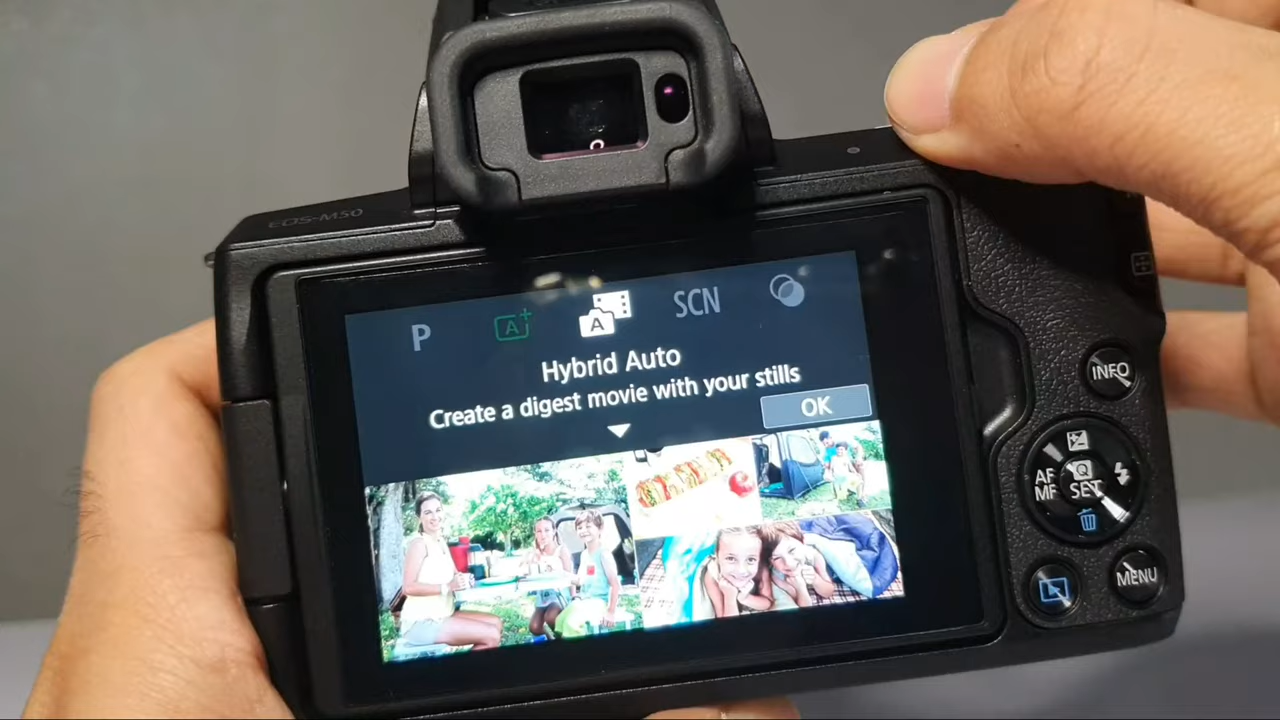 EOS M50
P A+ A SCN
Hybrid Auto
Create a digest movie with your stills
OK
INFO
AF
MF
Q
SET
MENU